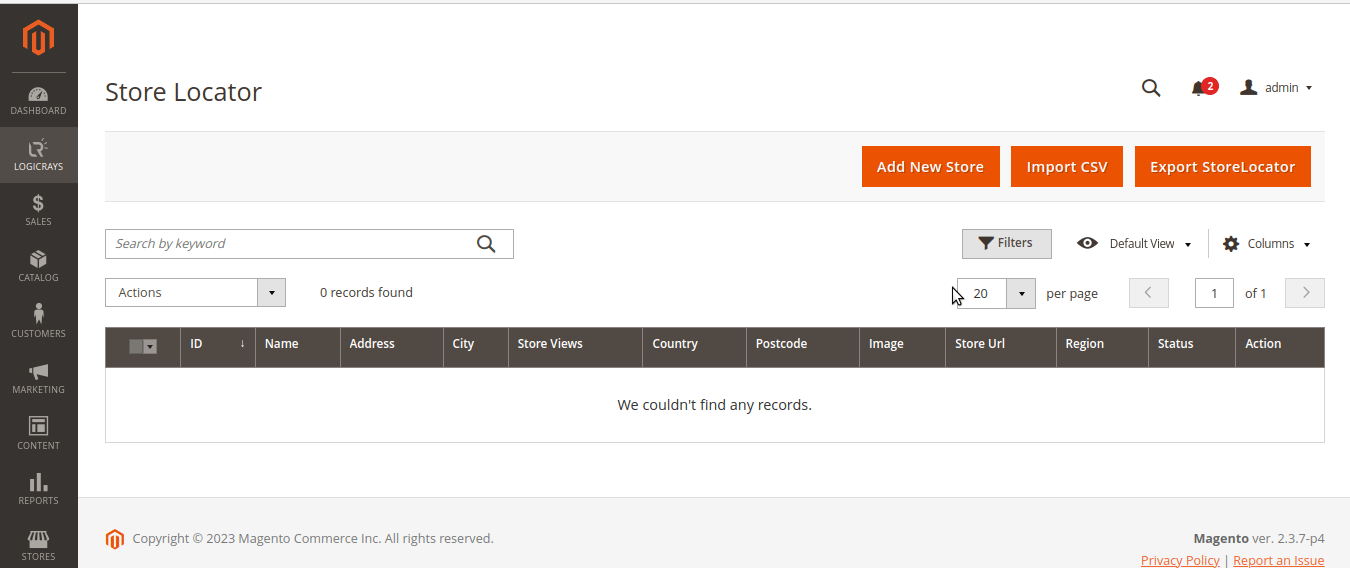 Store Locator
2
admin
DASHBOARD
LOGICRAYS
SALES
CATALOG
CUSTOMERS
MARKETING
CONTENT
REPORTS
STORES
Add New Store Import CSV Export StoreLocator
Search by keyword
Filters Default View Columns
Actions 0 records found 20 per page 1 of 1
ID ↓ Name Address City Store Views Country Postcode Image Store Url Region Status Action
We couldn't find any records.
Copyright © 2023 Magento Commerce Inc. All rights reserved.
Magento ver. 2.3.7-p4
Privacy Policy | Report an Issue